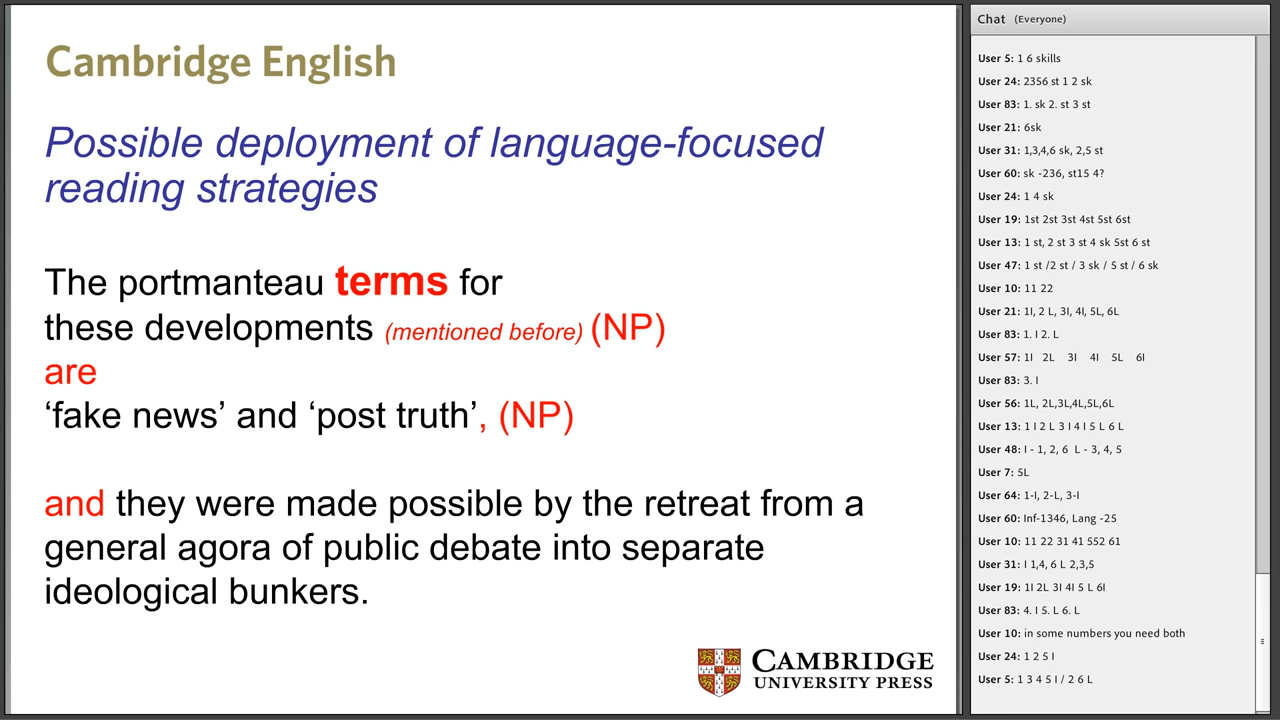 Cambridge English
Possible deployment of language-focused
reading strategies
The portmanteau terms for
these developments (mentioned before) (NP)
are
‘fake news’ and ‘post truth’, (NP)
and they were made possible by the retreat from a
general agora of public debate into separate
ideological bunkers.
CAMBRIDGE
UNIVERSITY PRESS
Chat (Everyone)
User 5: 1 6 skills
User 24: 2356 st 1 2 sk
User 83: 1. sk 2. st 3 st
User 21: 6sk
User 31: 1,3,4,6 sk, 2,5 st
User 60: sk -236, st15 4?
User 24: 1 4 sk
User 19: 1st 2st 3st 4st 5st 6st
User 13: 1 st, 2 st 3 st 4 sk 5st 6 st
User 47: 1 st /2 st / 3 sk / 5 st / 6 sk
User 10: 11 22
User 21: 1I, 2 L, 3I, 4I, 5L, 6L
User 83: 1. I 2. L
User 57: 1I 2L 3I 4I 5L 6I
User 83: 3. I
User 56: 1L, 2L,3L,4L,5L,6L
User 13: 1 I 2 L 3 I 4 I 5 L 6 L
User 48: I - 1, 2, 6 L - 3, 4, 5
User 7: 5L
User 64: 1-I, 2-L, 3-I
User 60: Inf-1346, Lang -25
User 10: 11 22 31 41 552 61
User 31: I 1,4, 6 L 2,3,5
User 19: 1I 2L 3I 4I 5 L 6I
User 83: 4. I 5. L 6. L
User 10: in some numbers you need both
User 24: 1 2 5 I
User 5: 1 3 4 5 I / 2 6 L